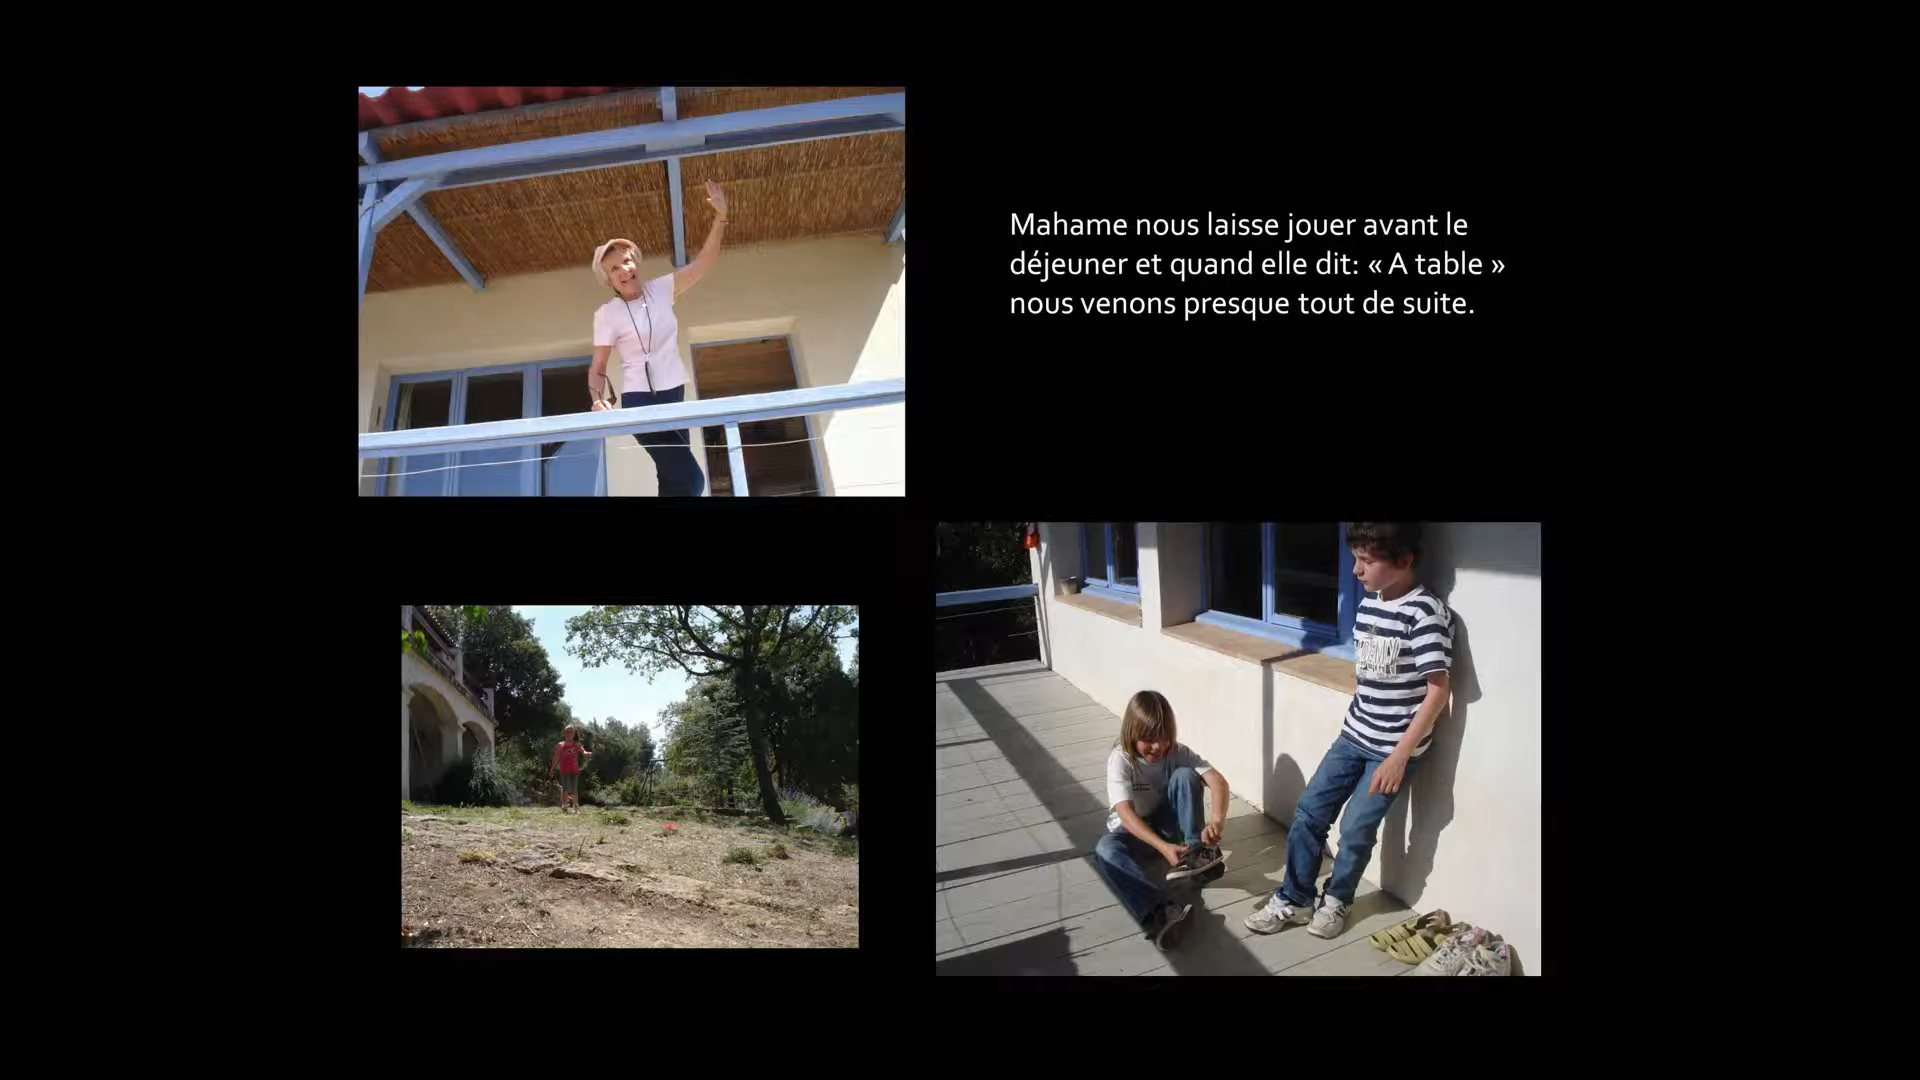 Mahame nous laisse jouer avant le
déjeuner et quand elle dit: « A table »
nous venons presque tout de suite.